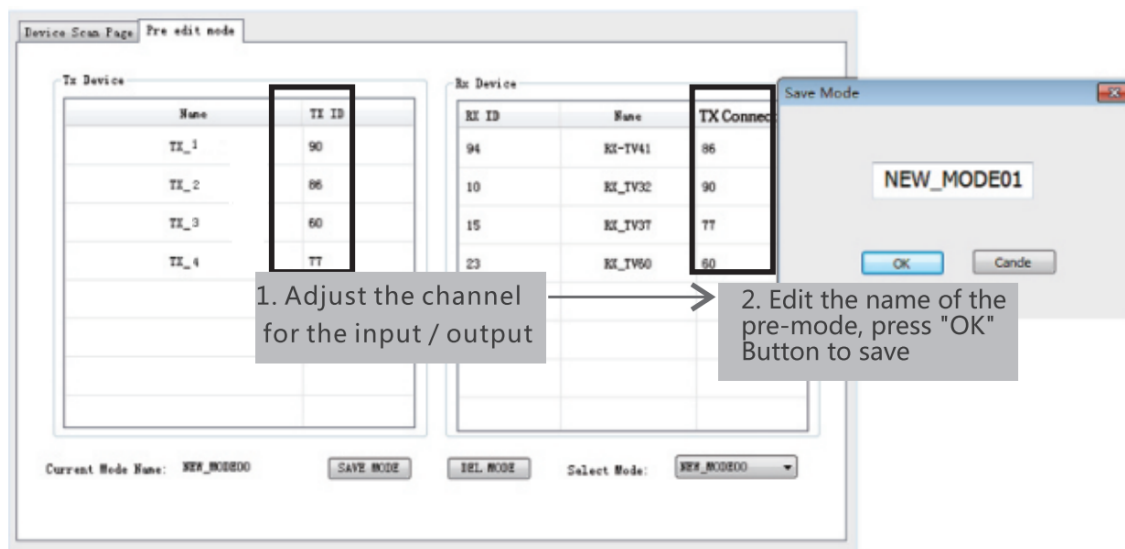 Device Scan Page Pre edit mode
Tx Device
Name TX ID
TX_1 90
TX_2 86
TX_3 60
TX_4 77
Rx Device
RX ID Name TX Connec
94 RX-TV41 86
10 RX_TV32 90
15 RX_TV37 77
23 RX_TV60 60
Save Mode
NEW_MODE01
OK Cancle
1. Adjust the channel
for the input / output
2. Edit the name of the
pre-mode, press "OK"
Button to save
Current Mode Name: NEW_MODE00 SAVE MODE DEL MODE Select Mode: NEW_MODE00